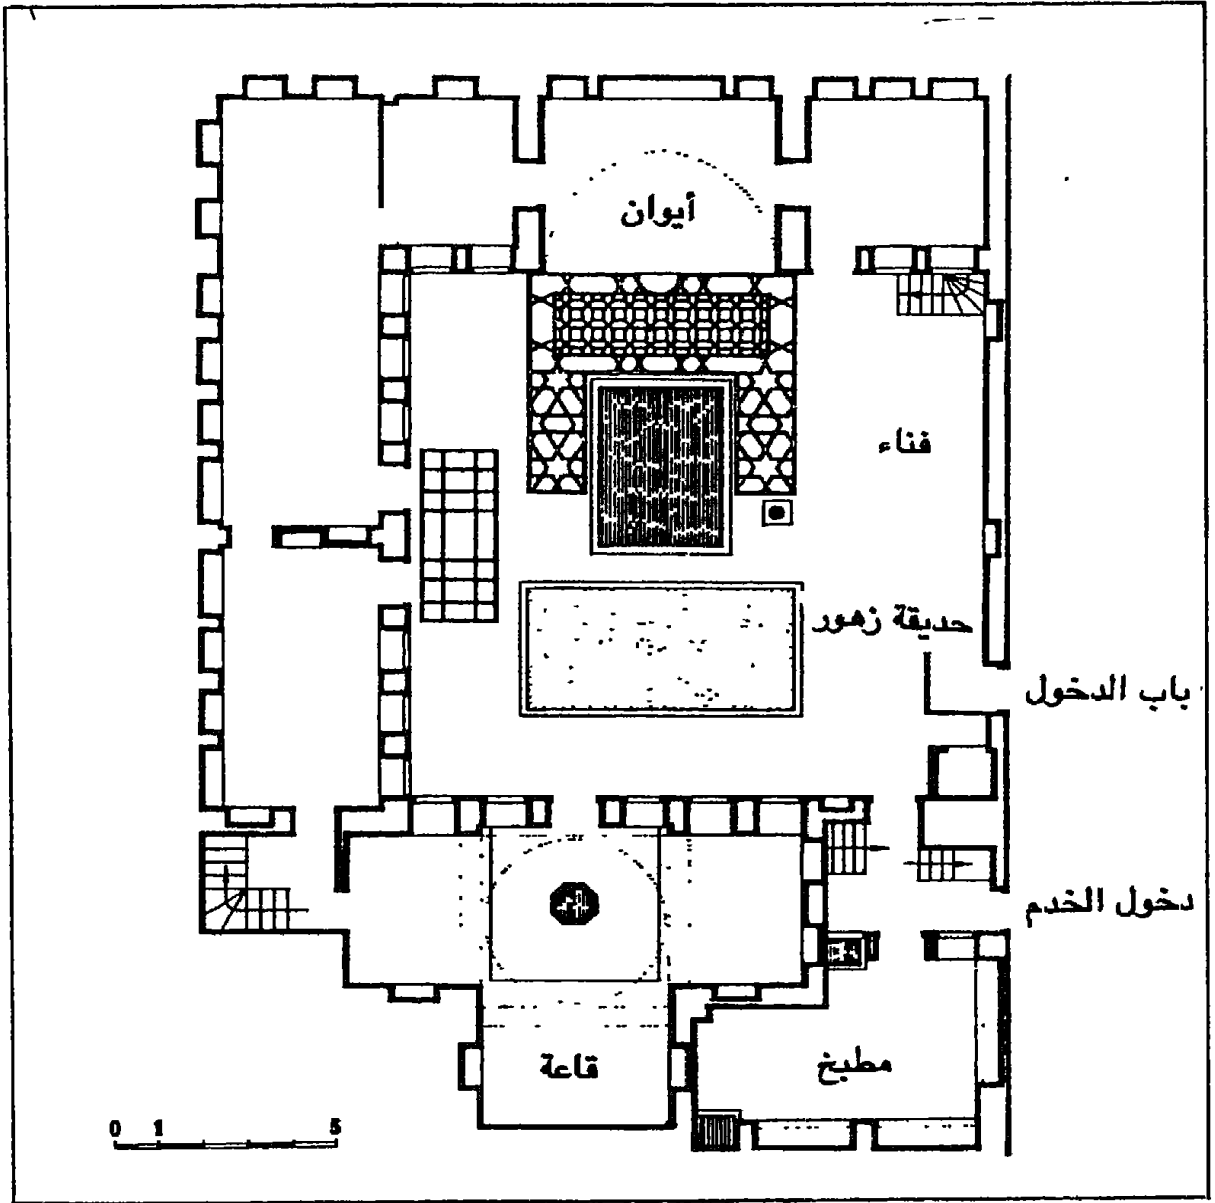 أيوان
فناء
حديقة زهور
باب الدخول
دخول الخدم
قاعة
مطبخ
0 1 5